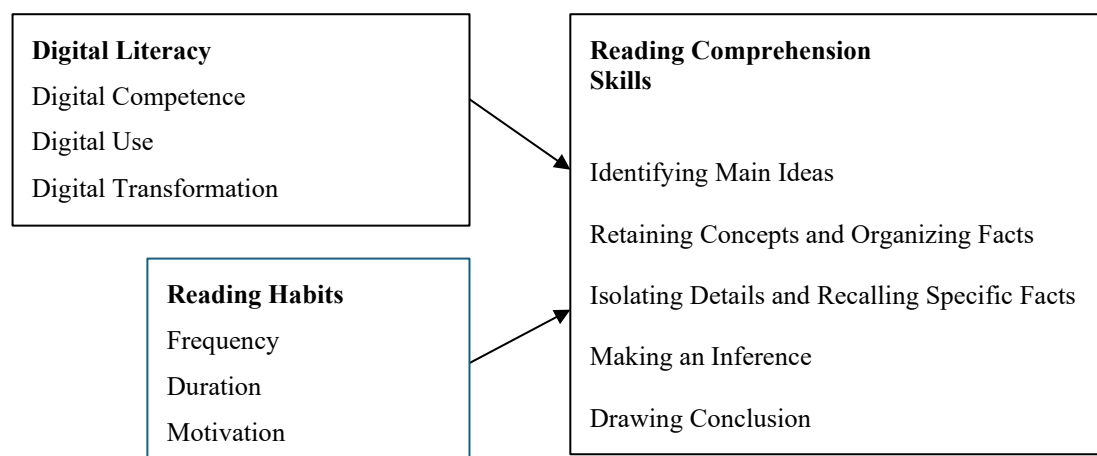 Digital Literacy
Digital Competence
Digital Use
Digital Transformation
Reading Habits
Frequency
Duration
Motivation
Reading Comprehension
Skills
Identifying Main Ideas
Retaining Concepts and Organizing Facts
Isolating Details and Recalling Specific Facts
Making an Inference
Drawing Conclusion